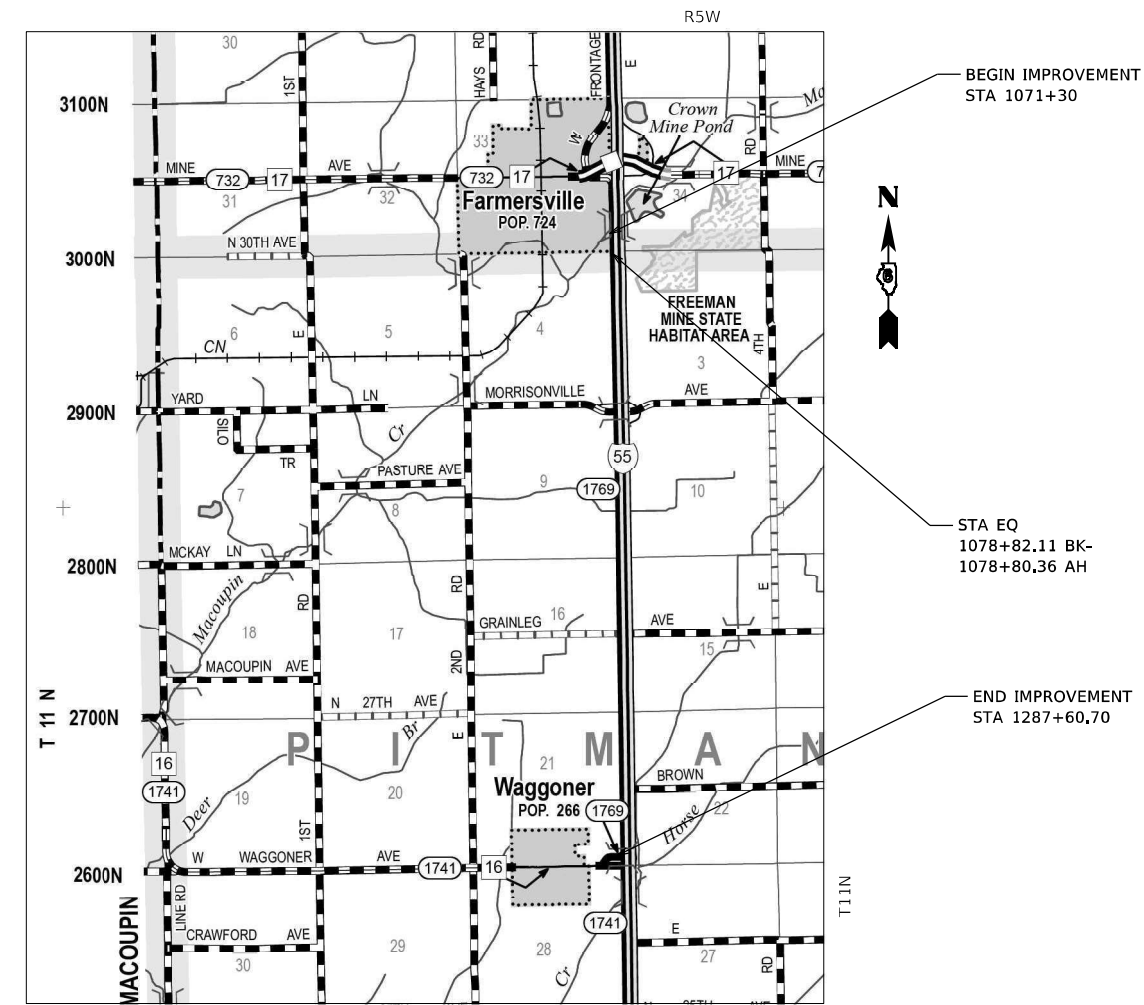 R5W
30
1ST
HAYS RD
FRONTAGE
E
3100N
Crown
Mine Pond
BEGIN IMPROVEMENT
STA 1071+30
33
W
RD
MINE
732
17
AVE
732
17
17
MINE
31
32
34
Farmersville
POP. 724
N
N 30TH AVE
3000N
FREEMAN
MINE STATE
HABITAT AREA
6
E
5
4
3
4TH
CN
2900N
YARD
LN
MORRISONVILLE
AVE
SILO
TR
Cr
55
PASTURE AVE
1769
7
8
9
10
STA EQ
1078+82.11 BK-
1078+80.36 AH
2800N
MCKAY LN
Macoupin
RD
RD
E
18
17
16
GRAINLEG
AVE
15
MACOUPIN AVE
2ND
T 11 N
2700N
N 27TH AVE
END IMPROVEMENT
STA 1287+60.70
16
1741
Br
E
P I T M A N
21
BROWN
Waggoner
POP. 266
1769
19
20
22
Deer
Horse
1ST
2600N
W WAGGONER AVE
1741
16
T11N
MACOUPIN
LINE RD
1741
CRAWFORD AVE
E
30
29
28
27
Cr
RD